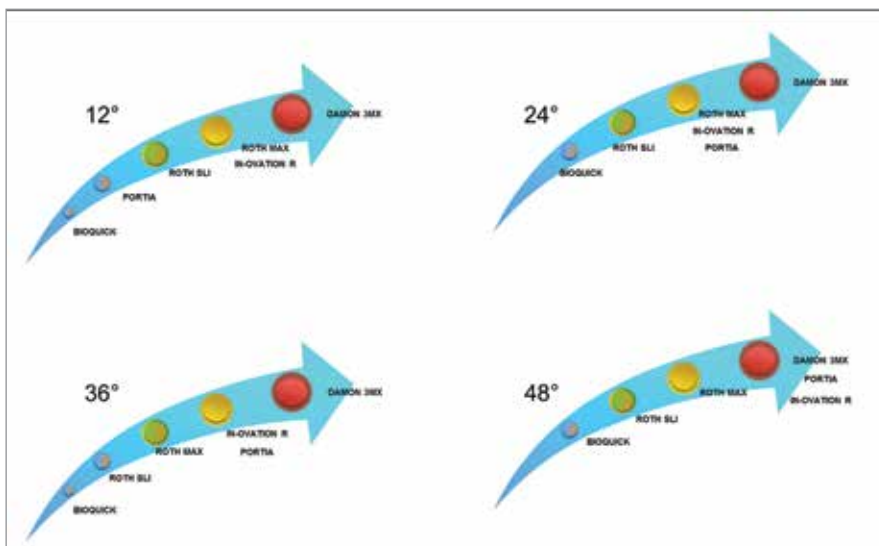 12°
DAMON 3MX
ROTH MAX
IN-OVATION R
ROTH SLI
PORTIA
BIOQUICK
24°
DAMON 3MX
ROTH MAX
IN-OVATION R
PORTIA
ROTH SLI
BIOQUICK
36°
DAMON 3MX
IN-OVATION R
PORTIA
ROTH MAX
ROTH SLI
BIOQUICK
48°
DAMON 3MX
PORTIA
IN-OVATION R
ROTH MAX
ROTH SLI
BIOQUICK